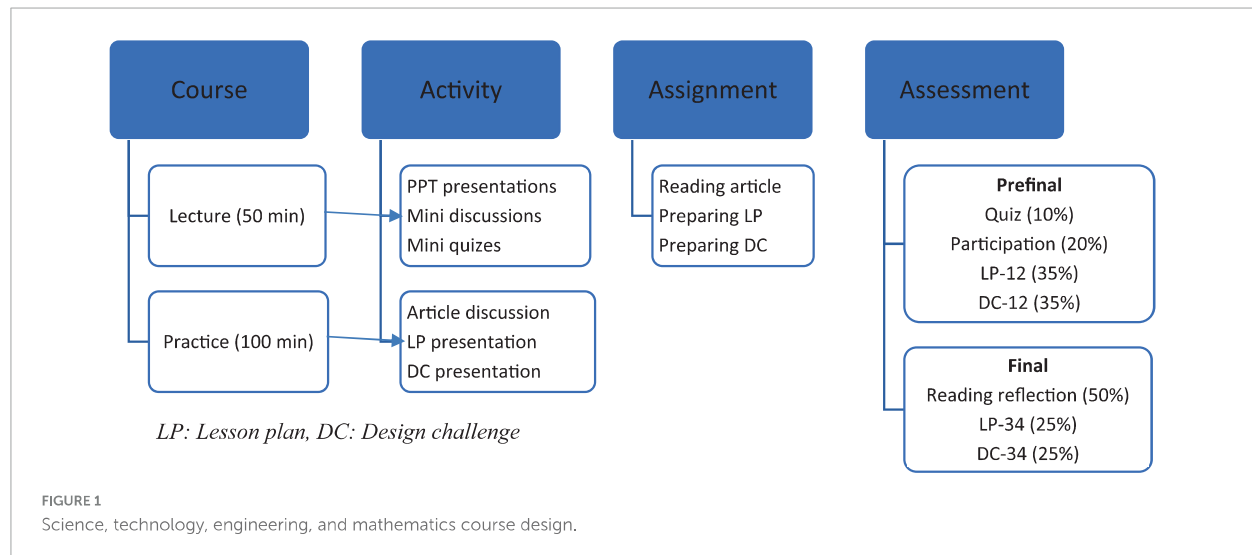 Course
Activity
Assignment
Assessment
Lecture (50 min)
PPT presentations
Mini discussions
Mini quizes
Reading article
Preparing LP
Preparing DC
Prefinal
Quiz (10%)
Participation (20%)
LP-12 (35%)
DC-12 (35%)
Practice (100 min)
Article discussion
LP presentation
DC presentation
Final
Reading reflection (50%)
LP-34 (25%)
DC-34 (25%)
LP: Lesson plan, DC: Design challenge
FIGURE 1
Science, technology, engineering, and mathematics course design.